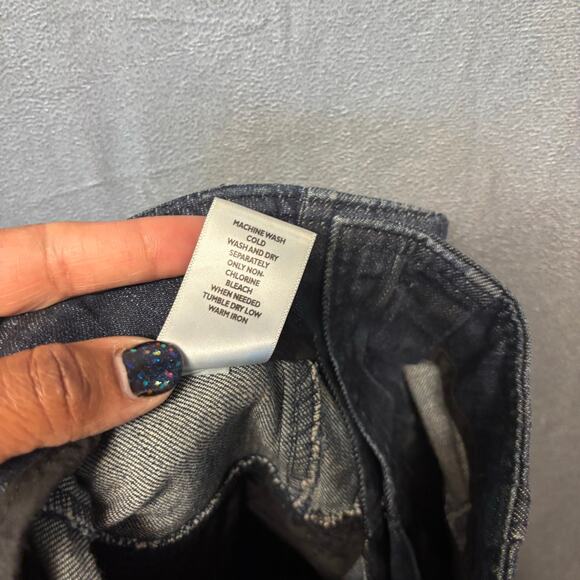 MACHINE WASH
COLD
WASH AND DRY
SEPARATELY
ONLY NON-
CHLORINE
BLEACH
WHEN NEEDED
TUMBLE DRY LOW
WARM IRON